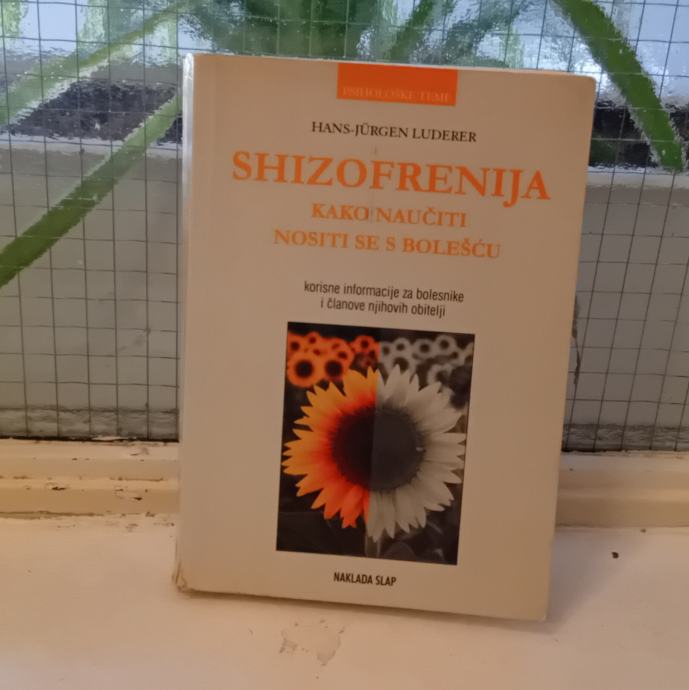 PSIHOLOŠKE TEME
HANS-JÜRGEN LUDERER
SHIZOFRENIJA
KAKO NAUČITI
NOSITI SE S BOLEŠĆU
korisne informacije za bolesnike
i članove njihovih obitelji
NAKLADA SLAP